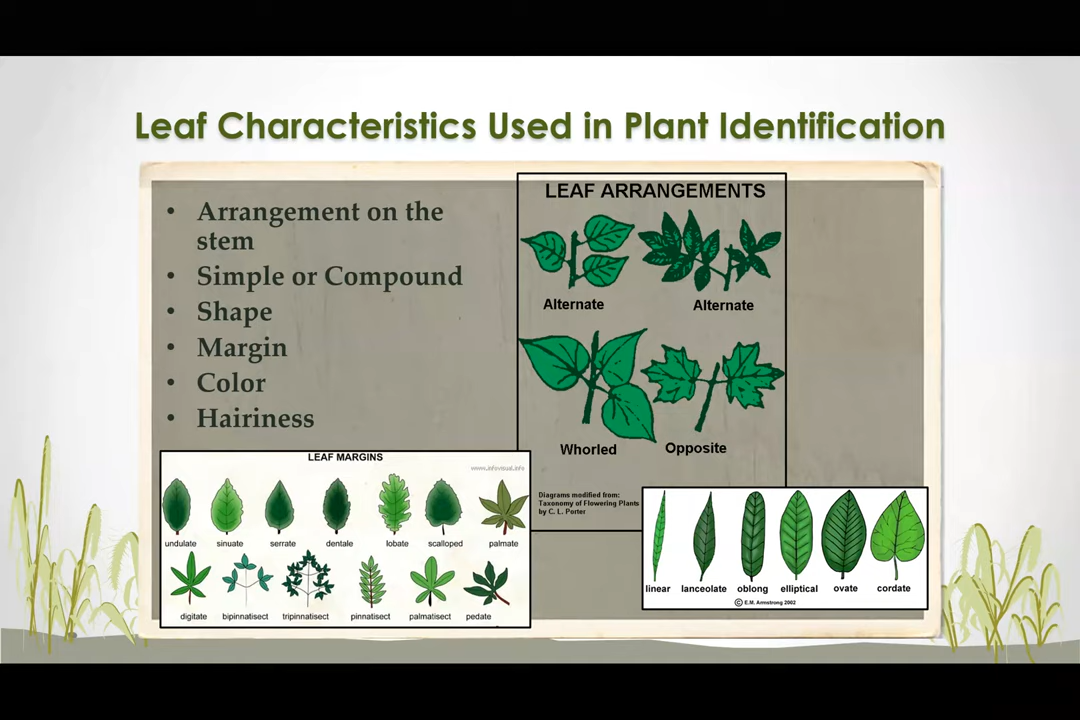 Leaf Characteristics Used in Plant Identification
• Arrangement on the
stem
• Simple or Compound
• Shape
• Margin
• Color
• Hairiness
LEAF ARRANGEMENTS
Alternate
Alternate
Whorled
Opposite
Diagrams modified from:
Taxonomy of Flowering Plants
by C. L. Porter
LEAF MARGINS
www.infovisual.info
undulate sinuate serrate dentale lobate scalloped palmate
digitate bipinnatisect tripinnatisect pinnatisect palmatisect pedate
linear lanceolate oblong elliptical ovate cordate
© E.M. Armstrong 2002